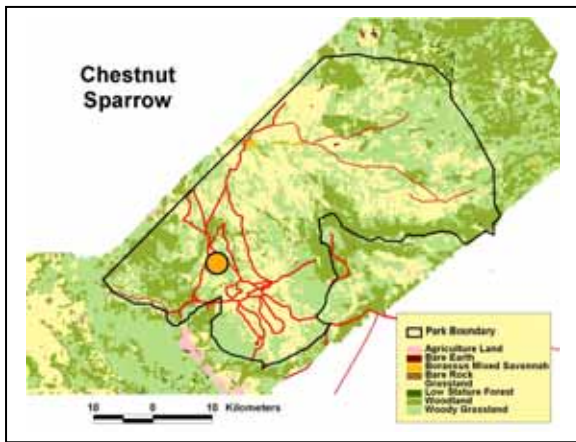 Chestnut
Sparrow
Park Boundary
Agriculture Land
Bare Earth
Borassus Mixed Savannah
Bare Rock
Grassland
Low Stature Forest
Woodland
Woody Grassland
10 0 10 Kilometers